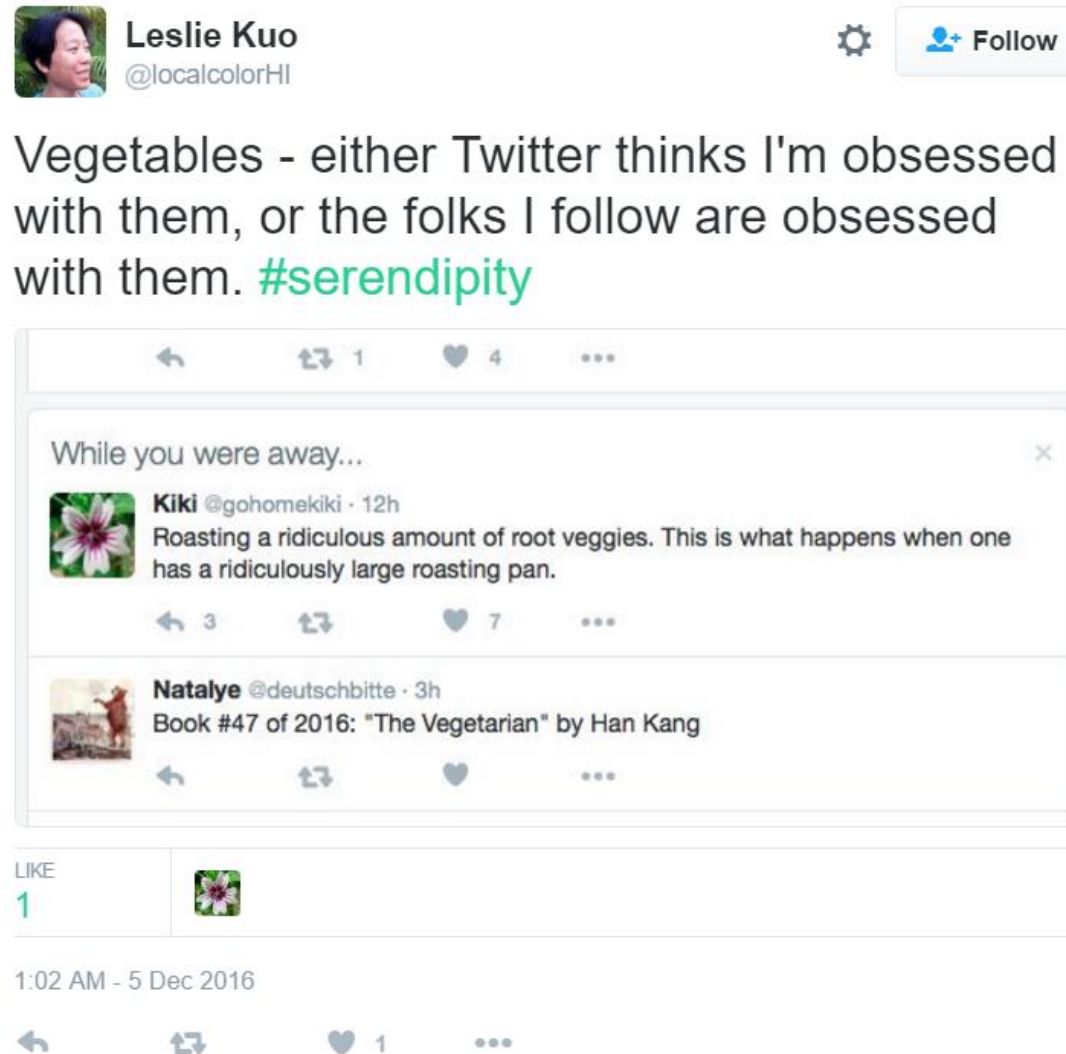 Leslie Kuo
@localcolorHI
Follow
Vegetables - either Twitter thinks I'm obsessed
with them, or the folks I follow are obsessed
with them. #serendipity
1 4
While you were away...
Kiki @gohomekiki · 12h
Roasting a ridiculous amount of root veggies. This is what happens when one
has a ridiculously large roasting pan.
3 7
Natalye @deutschbitte · 3h
Book #47 of 2016: "The Vegetarian" by Han Kang
LIKE
1
1:02 AM - 5 Dec 2016
1